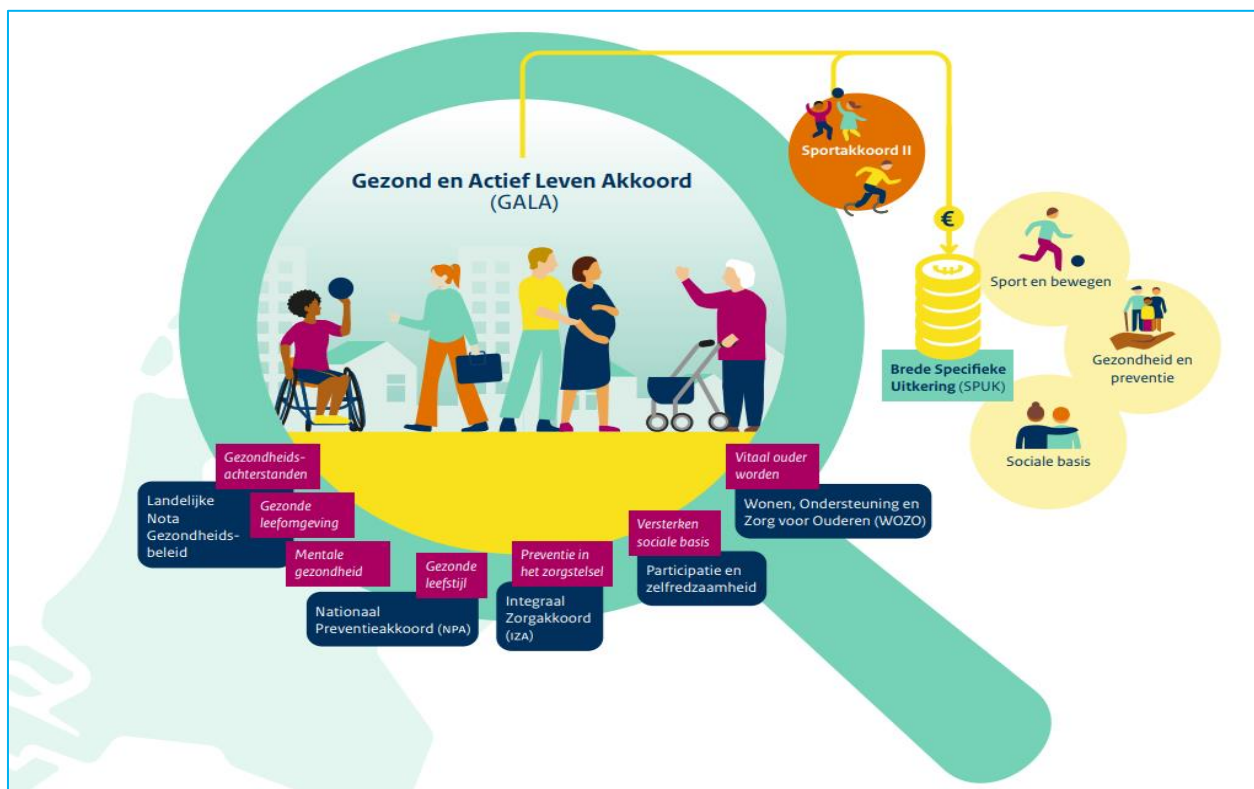 Gezond en Actief Leven Akkoord
(GALA)
Sportakkoord II
€
Sport en bewegen
Gezondheid en
preventie
Sociale basis
Brede Specifieke
Uitkering (SPUK)
Gezondheids-
achterstanden
Landelijke
Nota
Gezondheids-
beleid
Gezonde
leefomgeving
Mentale
gezondheid
Gezonde
leefstijl
Nationaal
Preventieakkoord (NPA)
Preventie in
het zorgstelsel
Integraal
Zorgakkoord
(IZA)
Versterken
sociale basis
Participatie en
zelfredzaamheid
Vitaal ouder
worden
Wonen, Ondersteuning en
Zorg voor Ouderen (WOZO)